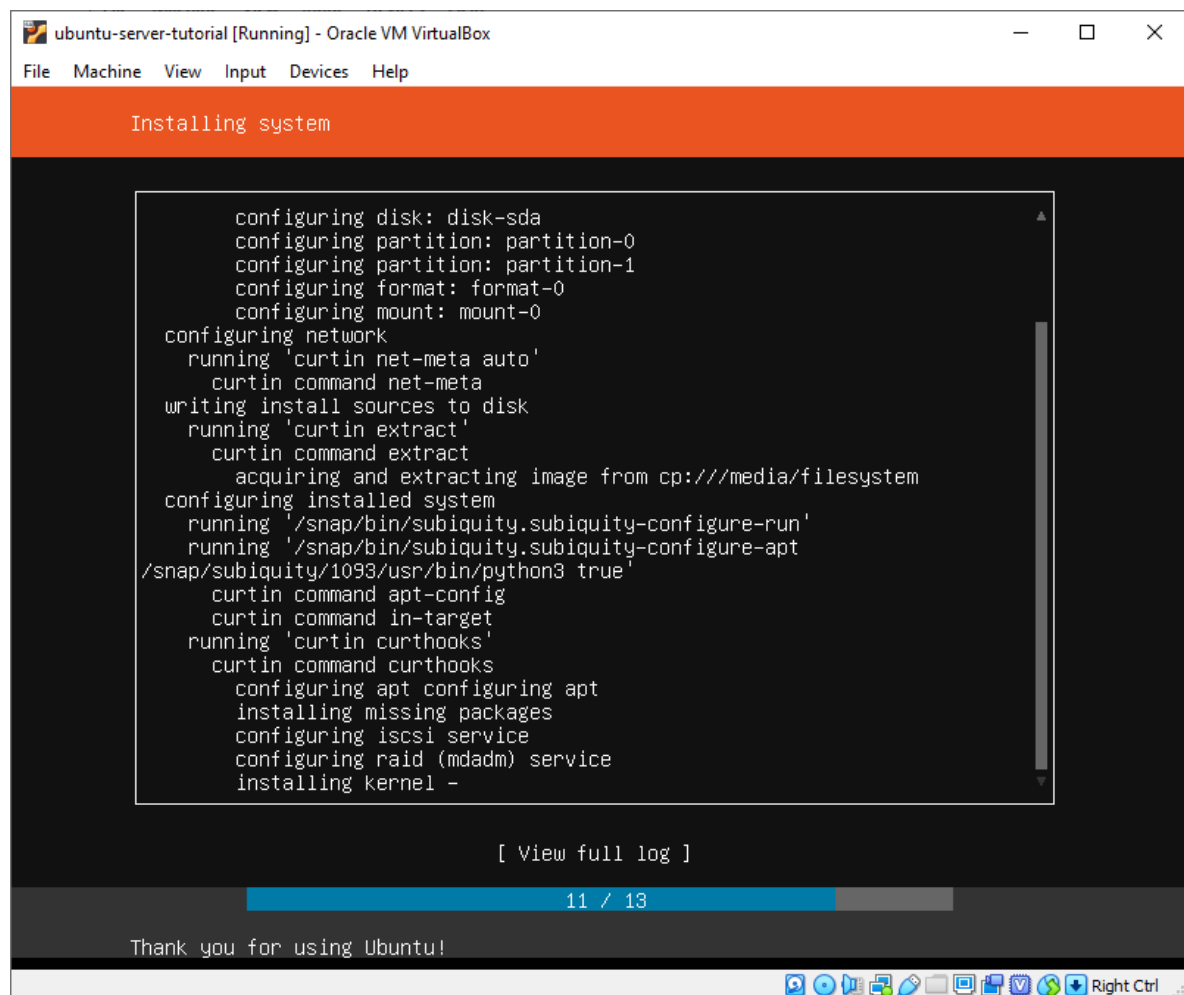 ubuntu-server-tutorial [Running] - Oracle VM VirtualBox
File Machine View Input Devices Help
Installing system
configuring disk: disk-sda
configuring partition: partition-0
configuring partition: partition-1
configuring format: format-0
configuring mount: mount-0
configuring network
running 'curtin net-meta auto'
curtin command net-meta
writing install sources to disk
running 'curtin extract'
curtin command extract
acquiring and extracting image from cp:///media/filesystem
configuring installed system
running '/snap/bin/subiquity.subiquity-configure-run'
running '/snap/bin/subiquity.subiquity-configure-apt
/snap/subiquity/1093/usr/bin/python3 true'
curtin command apt-config
curtin command in-target
running 'curtin curthooks'
curtin command curthooks
configuring apt configuring apt
installing missing packages
configuring iscsi service
configuring raid (mdadm) service
installing kernel -
[ View full log ]
11 / 13
Thank you for using Ubuntu!
Right Ctrl